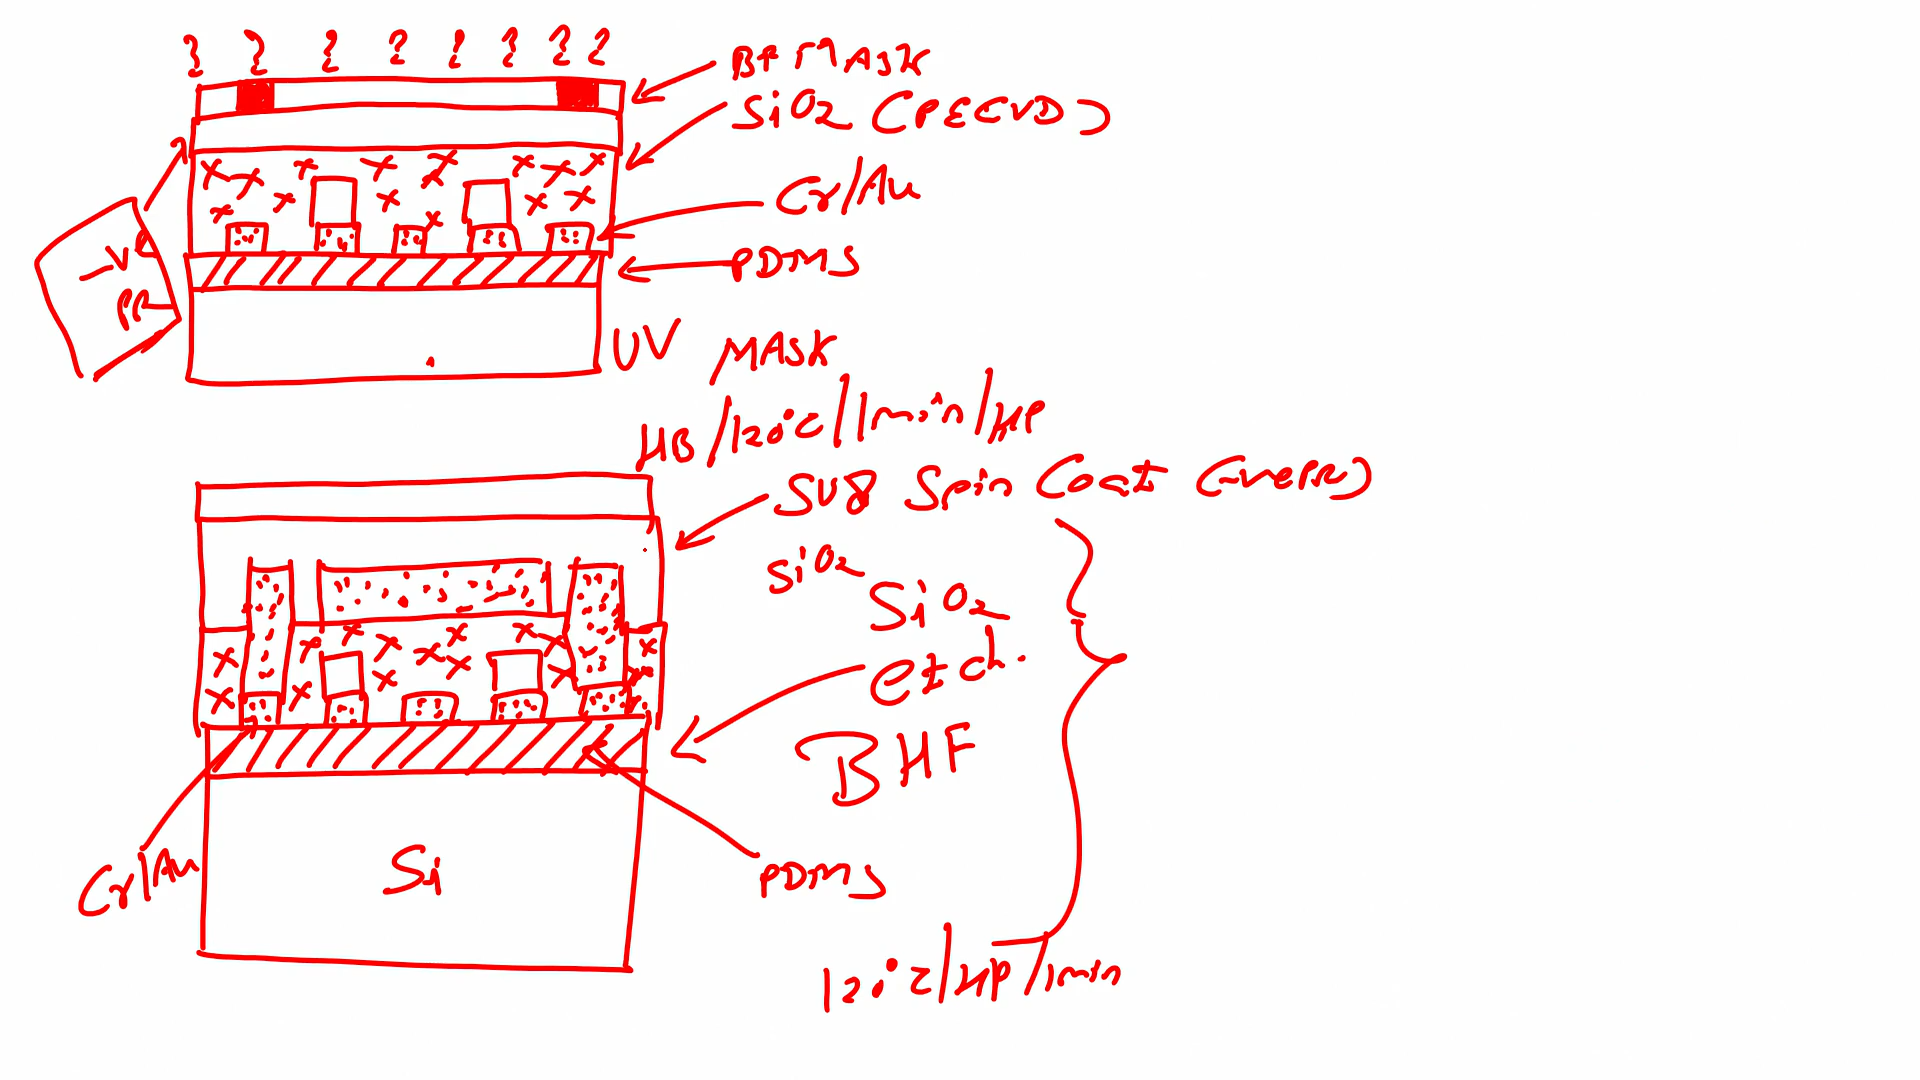 BF MASK
SiO2 (PECVD)
Cr/Au
-ve
PR
PDMS
UV MASK
HB/120°C/1min/HP
SU8 Spin Coat (-vePR)
SiO2
SiO2
etch.
BHF
Si
Cr/Au
PDMS
120°C/HP/1min